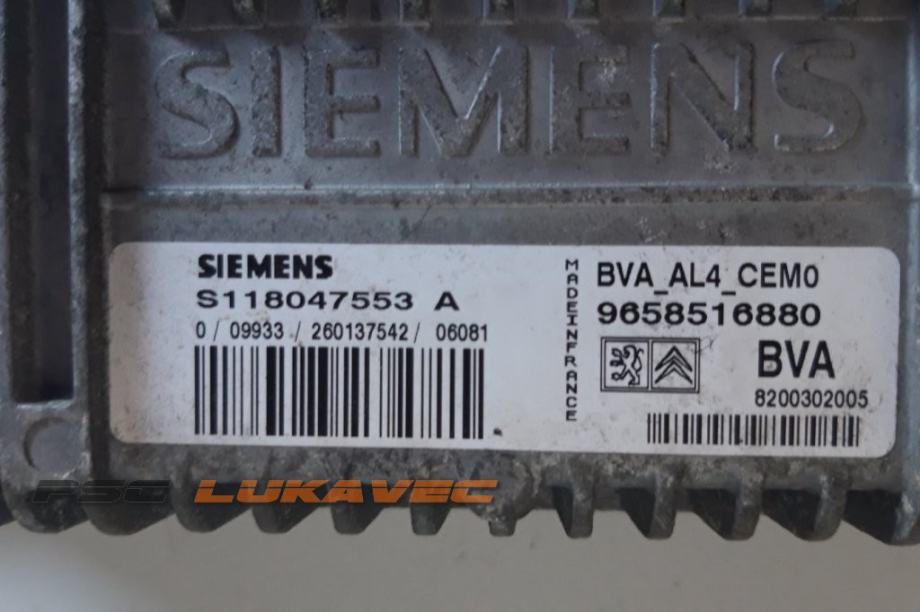 SIEMENS
SIEMENS
S118047553 A
0 / 09933 / 260137542 / 06081
MADEINFRANCE
BVA_AL4_CEM0
9658516880
BVA
8200302005
PSG LUKAVEC